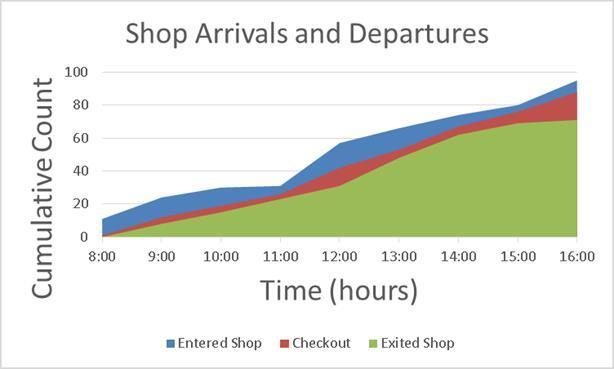 Shop Arrivals and Departures
Cumulative Count
100
80
60
40
20
0
8:00 9:00 10:00 11:00 12:00 13:00 14:00 15:00 16:00
Time (hours)
Entered Shop Checkout Exited Shop